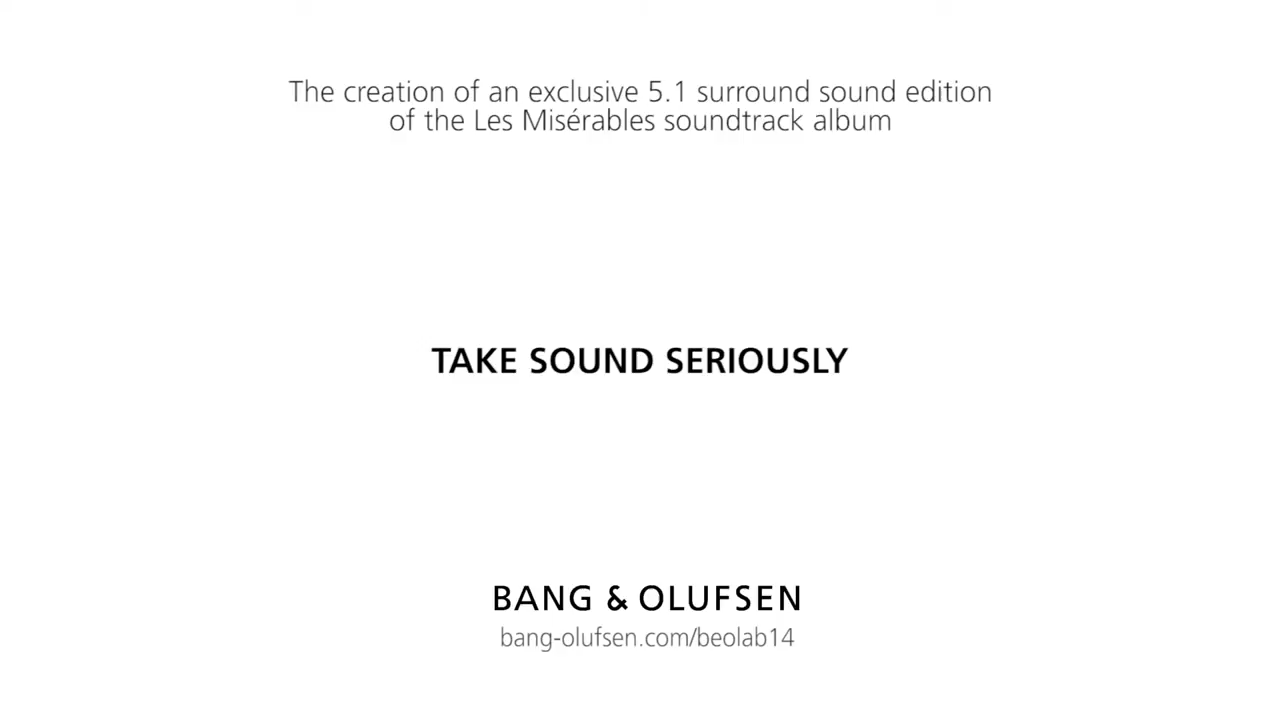 The creation of an exclusive 5.1 surround sound edition
of the Les Misérables soundtrack album
TAKE SOUND SERIOUSLY
BANG & OLUFSEN
bang-olufsen.com/beolab14